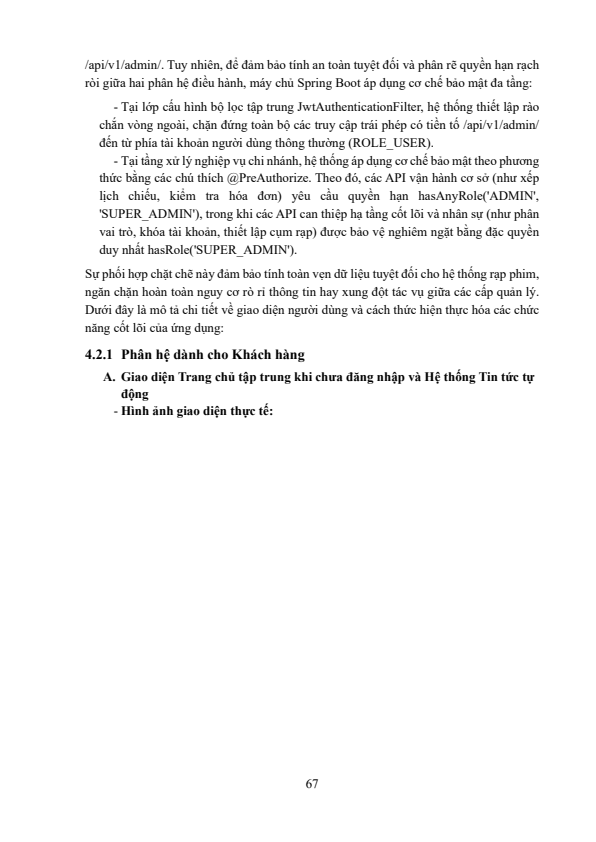 /api/v1/admin/. Tuy nhiên, để đảm bảo tính an toàn tuyệt đối và phân rẽ quyền hạn rạch
ròi giữa hai phân hệ điều hành, máy chủ Spring Boot áp dụng cơ chế bảo mật đa tầng:
- Tại lớp cấu hình bộ lọc tập trung JwtAuthenticationFilter, hệ thống thiết lập rào
chắn vòng ngoài, chặn đứng toàn bộ các truy cập trái phép có tiền tố /api/v1/admin/
đến từ phía tài khoản người dùng thông thường (ROLE_USER).
- Tại tầng xử lý nghiệp vụ chi nhánh, hệ thống áp dụng cơ chế bảo mật theo phương
thức bằng các chú thích @PreAuthorize. Theo đó, các API vận hành cơ sở (như xếp
lịch chiếu, kiểm tra hóa đơn) yêu cầu quyền hạn hasAnyRole('ADMIN',
'SUPER_ADMIN'), trong khi các API can thiệp hạ tầng cốt lõi và nhân sự (như phân
vai trò, khóa tài khoản, thiết lập cụm rạp) được bảo vệ nghiêm ngặt bằng đặc quyền
duy nhất hasRole('SUPER_ADMIN').
Sự phối hợp chặt chẽ này đảm bảo tính toàn vẹn dữ liệu tuyệt đối cho hệ thống rạp phim,
ngăn chặn hoàn toàn nguy cơ rò rỉ thông tin hay xung đột tác vụ giữa các cấp quản lý.
Dưới đây là mô tả chi tiết về giao diện người dùng và cách thức hiện thực hóa các chức
năng cốt lõi của ứng dụng:
4.2.1 Phân hệ dành cho Khách hàng
A. Giao diện Trang chủ tập trung khi chưa đăng nhập và Hệ thống Tin tức tự
động
- Hình ảnh giao diện thực tế:
67